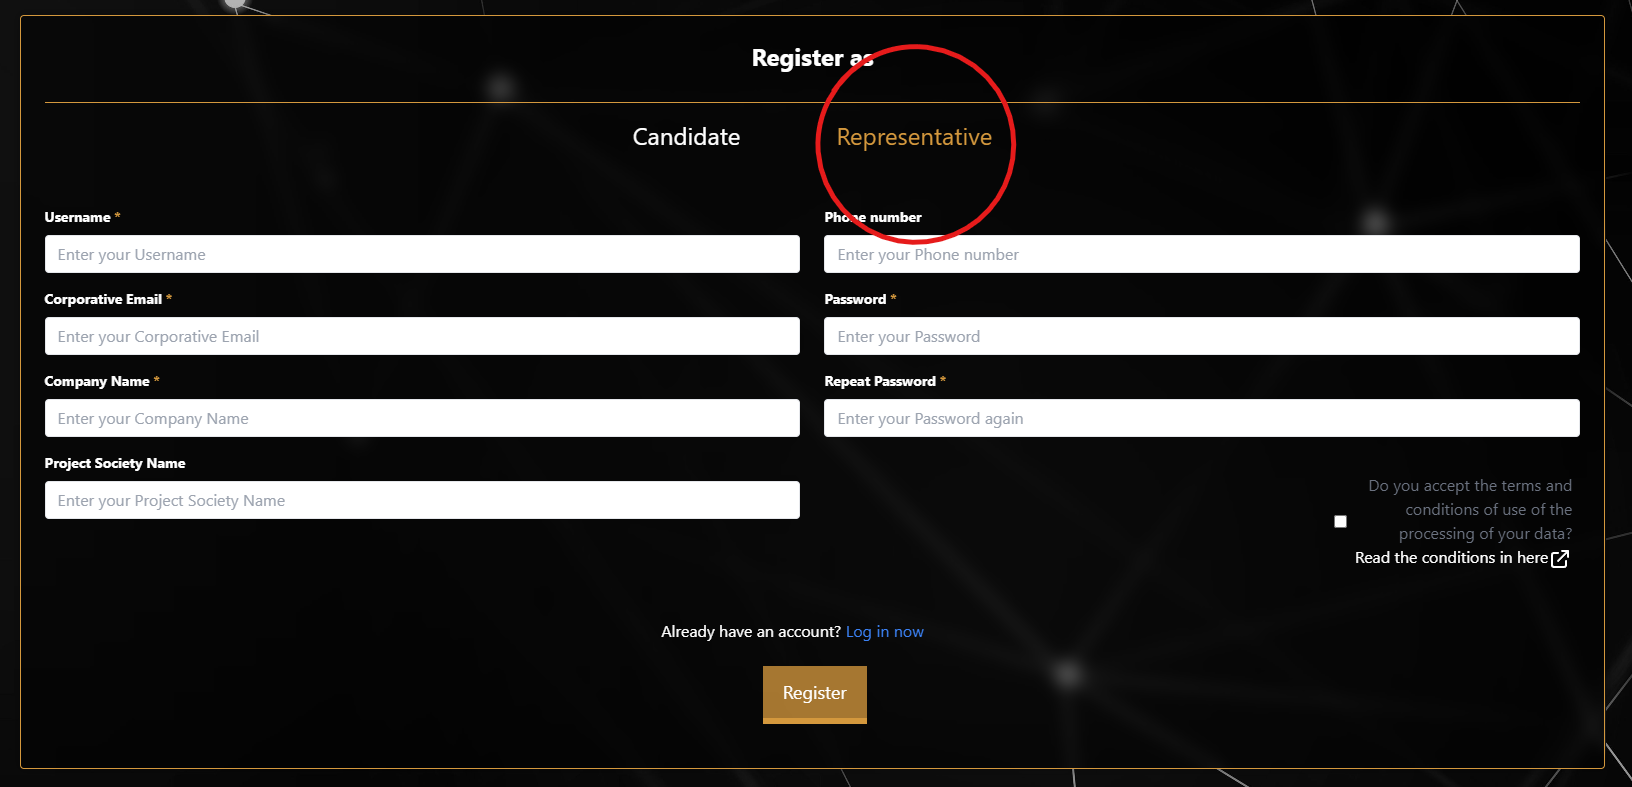 Register as
Candidate
Representative
Username *
Enter your Username
Corporative Email *
Enter your Corporative Email
Company Name *
Enter your Company Name
Project Society Name
Enter your Project Society Name
Phone number
Enter your Phone number
Password *
Enter your Password
Repeat Password *
Enter your Password again
Do you accept the terms and
conditions of use of the
processing of your data?
Read the conditions in here
Already have an account? Log in now
Register